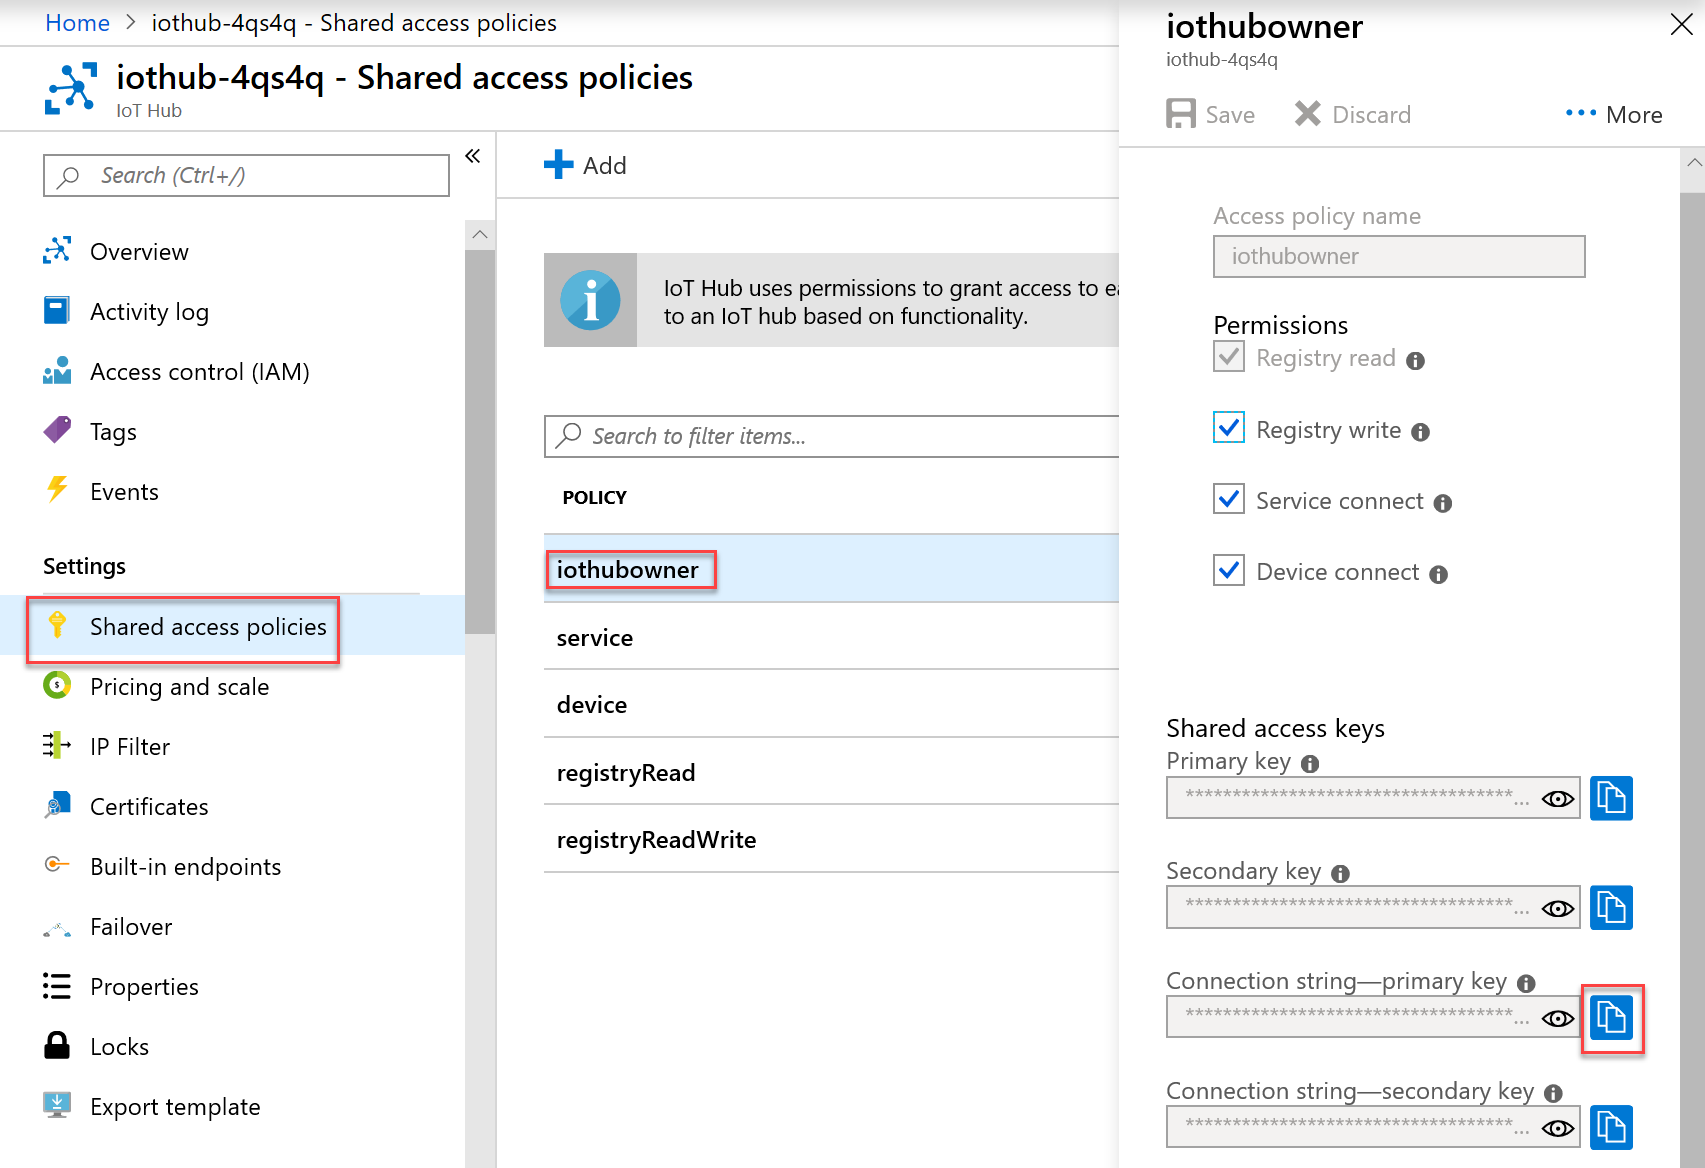 Home > iothub-4qs4q - Shared access policies
iothub-4qs4q - Shared access policies
IoT Hub
Search (Ctrl+/)
Overview
Activity log
Access control (IAM)
Tags
Events
Settings
Shared access policies
Pricing and scale
IP Filter
Certificates
Built-in endpoints
Failover
Properties
Locks
Export template
Add
IoT Hub uses permissions to grant access to
to an IoT hub based on functionality.
Search to filter items...
POLICY
iothubowner
service
device
registryRead
registryReadWrite
iothubowner
iothub-4qs4q
Save
Discard
More
Access policy name
iothubowner
Permissions
Registry read
Registry write
Service connect
Device connect
Shared access keys
Primary key
***********************************...
Secondary key
***********************************...
Connection string—primary key
***********************************...
Connection string—secondary key
***********************************...